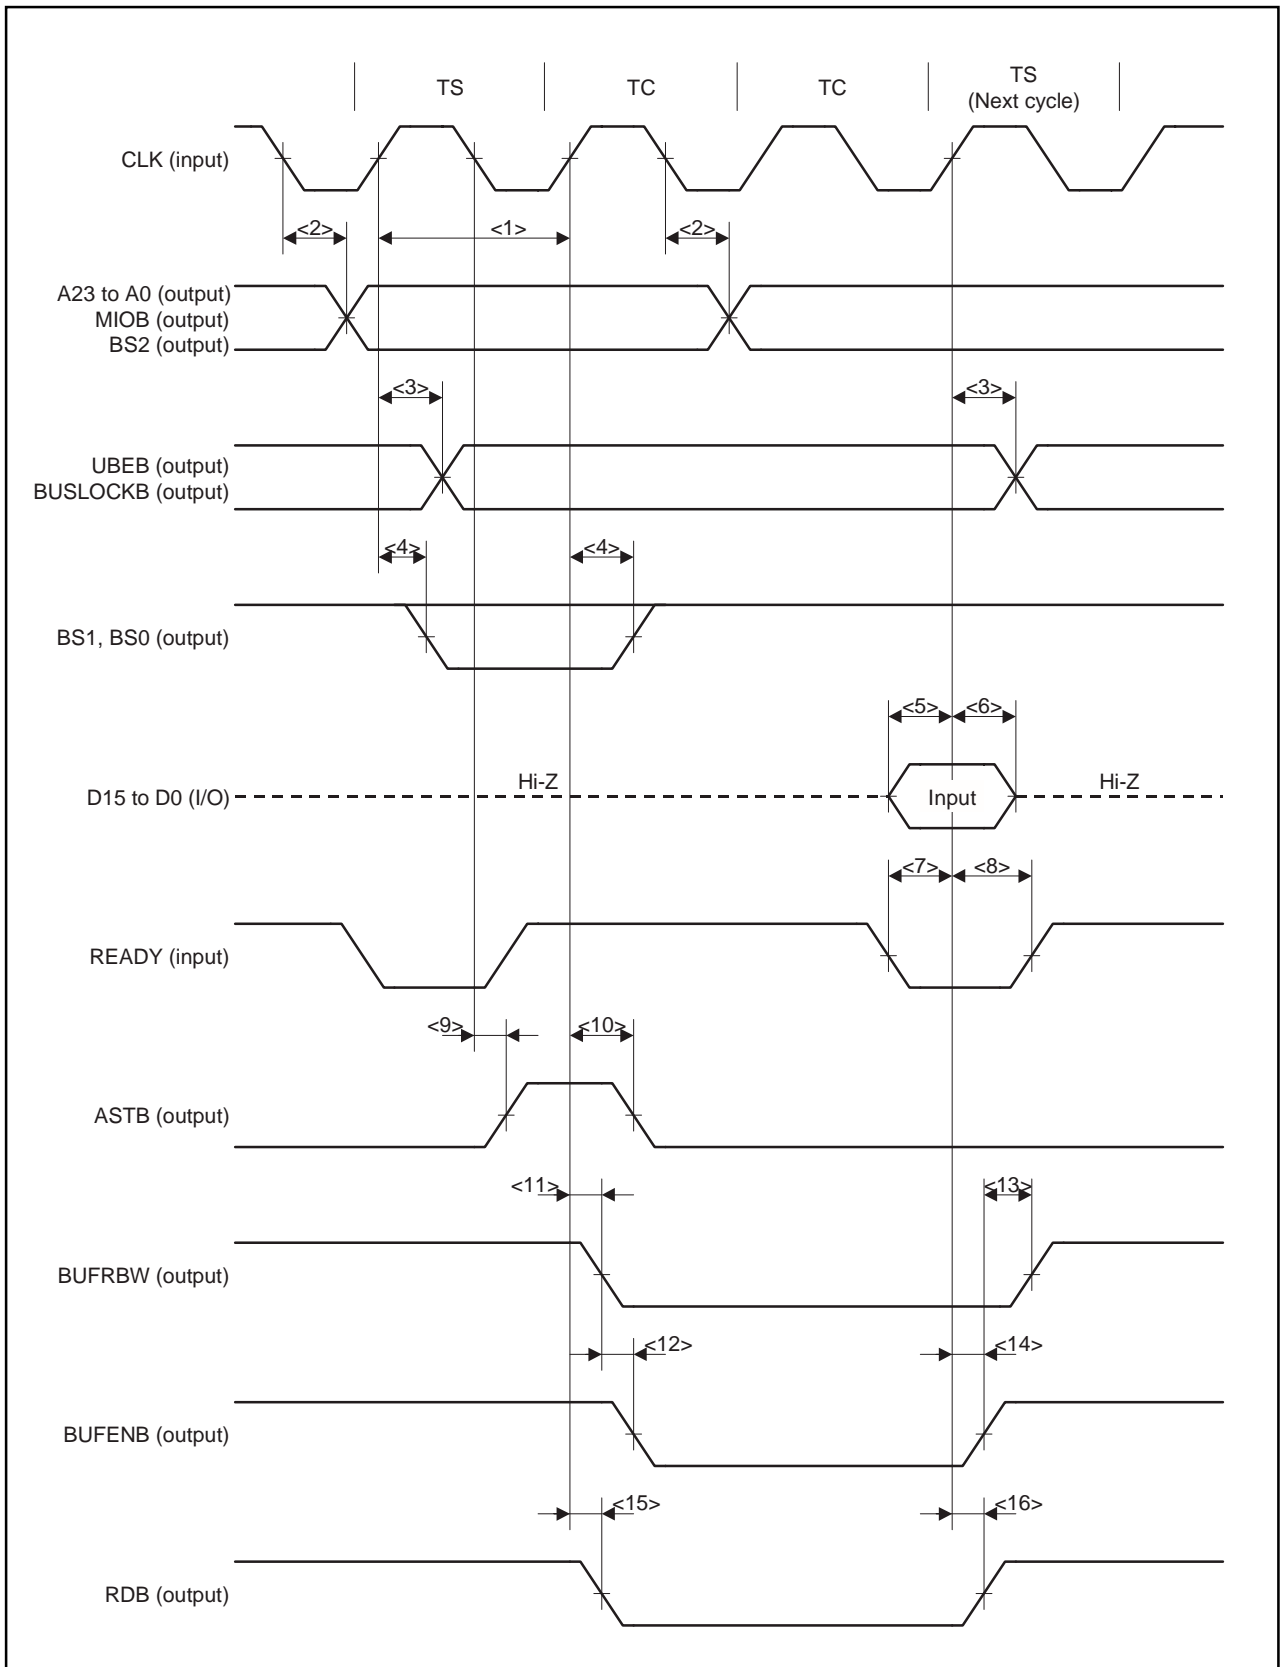 TS
TC
TC
TS
(Next cycle)
CLK (input)
<2>
<1>
<2>
A23 to A0 (output)
MIOB (output)
BS2 (output)
<3>
<3>
UBEB (output)
BUSLOCKB (output)
<4>
<4>
BS1, BS0 (output)
<5>
<6>
Hi-Z
Hi-Z
D15 to D0 (I/O)
Input
<7>
<8>
READY (input)
<9>
<10>
ASTB (output)
<11>
<13>
BUFRBW (output)
<12>
<14>
BUFENB (output)
<15>
<16>
RDB (output)